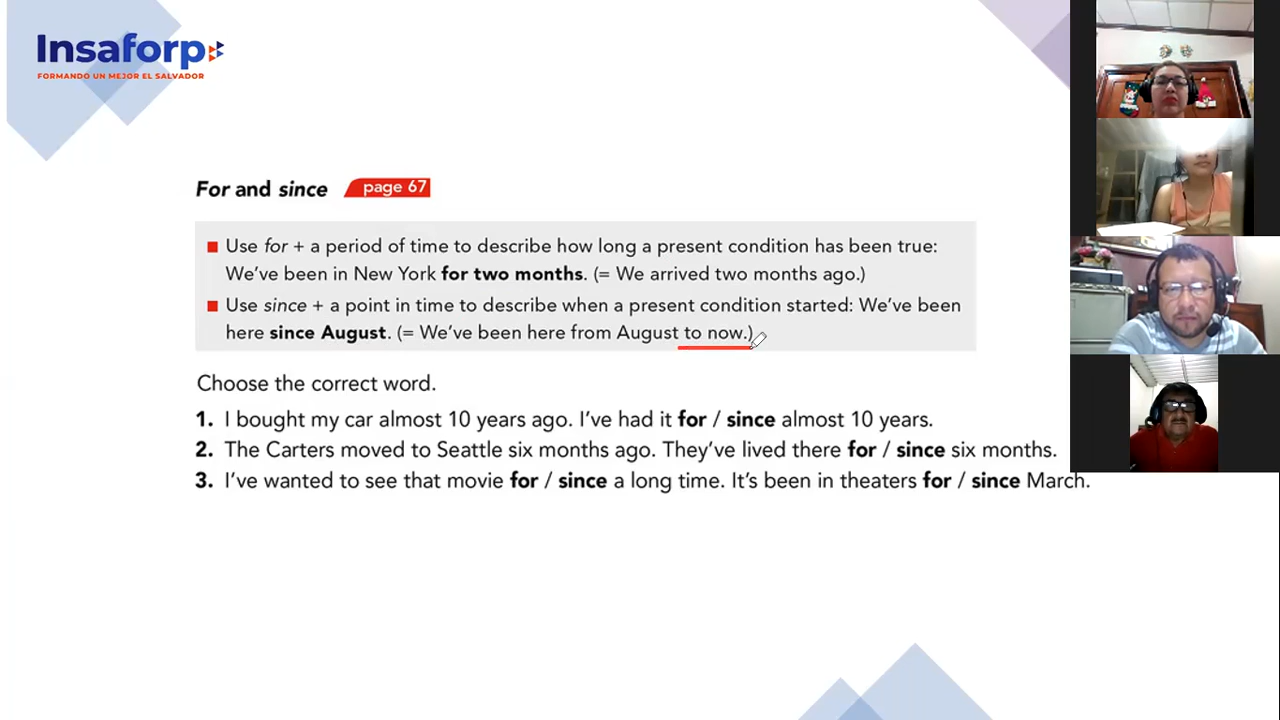 Insaforp
FORMANDO UN MEJOR EL SALVADOR
For and since page 67
Use for + a period of time to describe how long a present condition has been true:
We've been in New York for two months. (= We arrived two months ago.)
Use since + a point in time to describe when a present condition started: We've been
here since August. (= We've been here from August to now.)
Choose the correct word.
1. I bought my car almost 10 years ago. I've had it for / since almost 10 years.
2. The Carters moved to Seattle six months ago. They've lived there for / since six months.
3. I've wanted to see that movie for / since a long time. It's been in theaters for / since March.